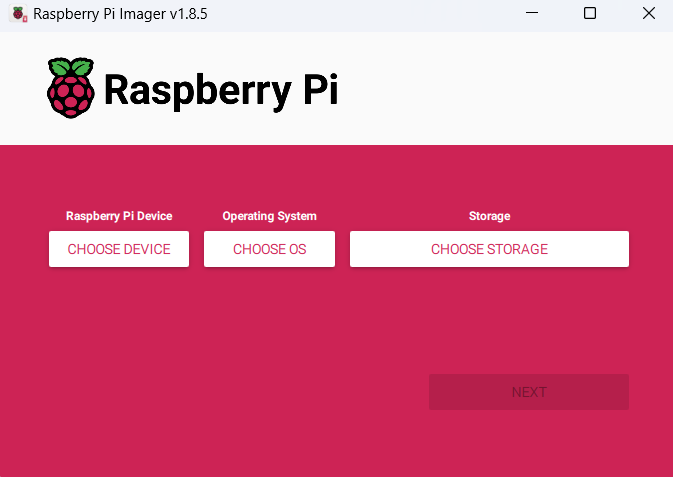 Raspberry Pi Imager v1.8.5
Raspberry Pi
Raspberry Pi Device
Operating System
Storage
CHOOSE DEVICE
CHOOSE OS
CHOOSE STORAGE
NEXT